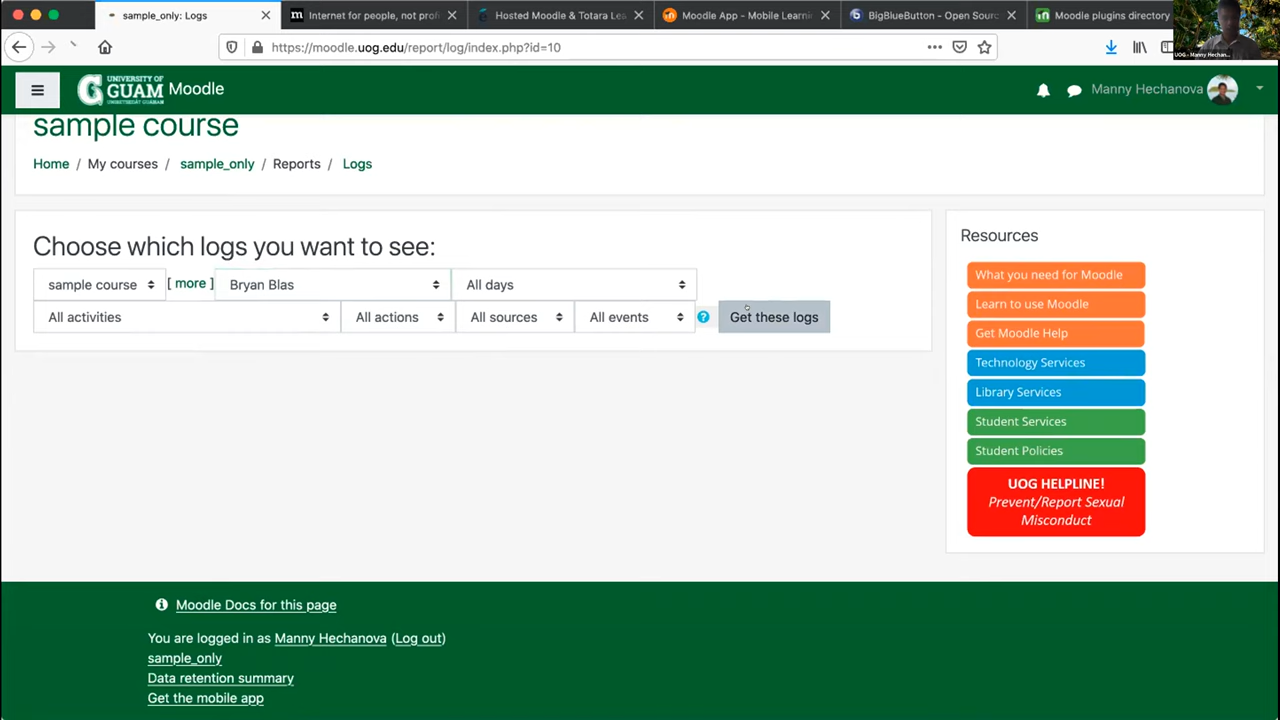 sample_only: Logs
Internet for people, not prof
Hosted Moodle & Totara Lea
Moodle App - Mobile Learni
BigBlueButton - Open Sourc
Moodle plugins directory
https://moodle.uog.edu/report/log/index.php?id=10
UOG - Manny Hechan...
UNIVERSITY OF
GUAM
Moodle
Manny Hechanova
sample course
Home / My courses / sample_only / Reports / Logs
Choose which logs you want to see:
sample course [ more ] Bryan Blas All days
All activities All actions All sources All events ? Get these logs
Resources
What you need for Moodle
Learn to use Moodle
Get Moodle Help
Technology Services
Library Services
Student Services
Student Policies
UOG HELPLINE!
Prevent/Report Sexual
Misconduct
Moodle Docs for this page
You are logged in as Manny Hechanova (Log out)
sample_only
Data retention summary
Get the mobile app